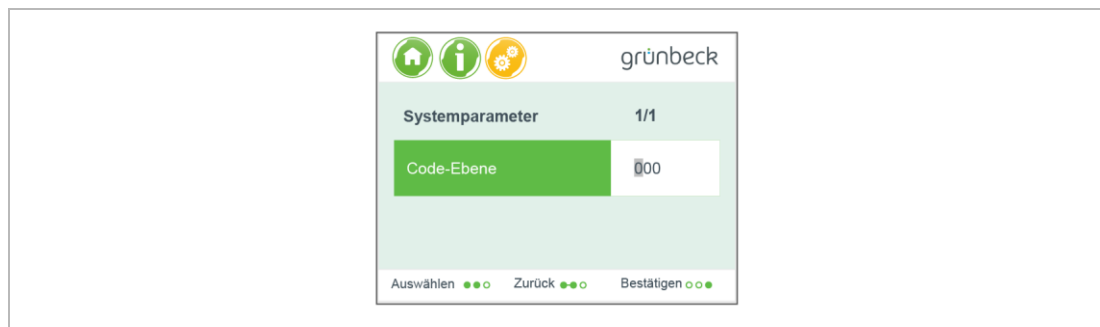 grünbeck
Systemparameter 1/1
Code-Ebene 000
Auswählen Zurück Bestätigen